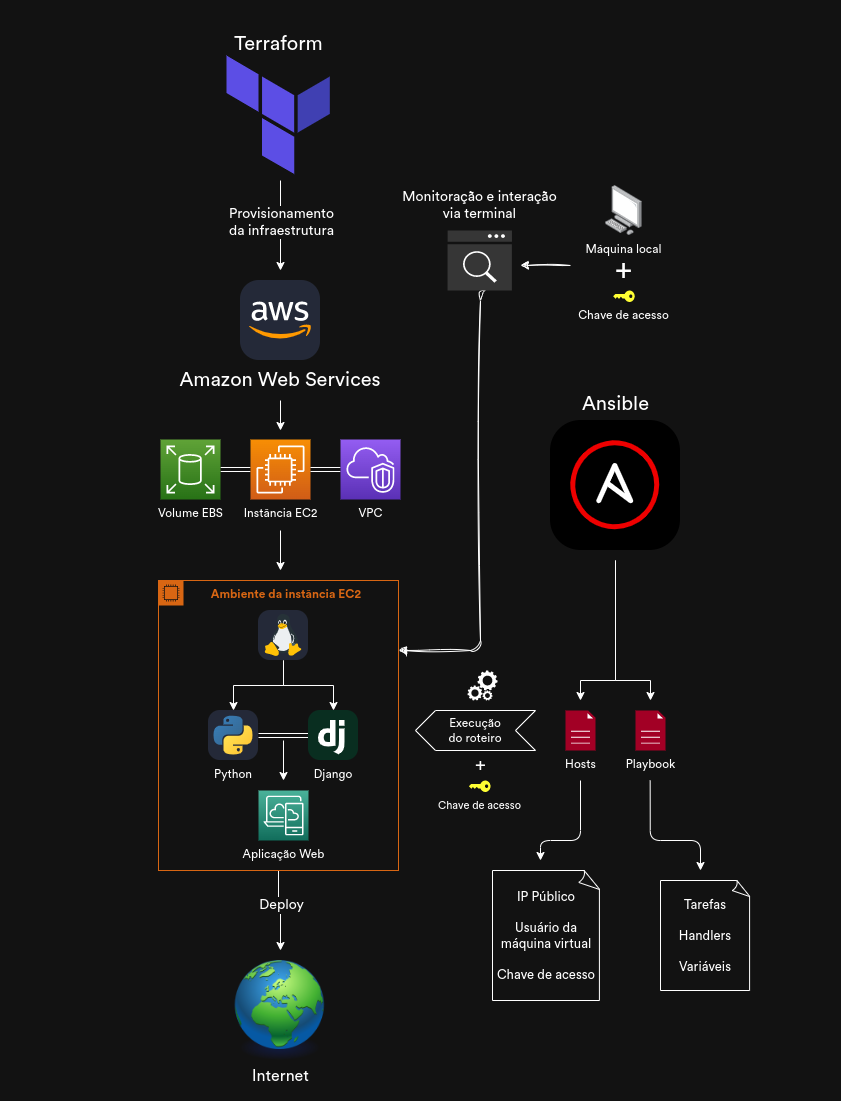 Terraform
Provisionamento
da infraestrutura
aws
Amazon Web Services
Volume EBS
Instância EC2
VPC
Monitoração e interação
via terminal
Máquina local
+
Chave de acesso
Ansible
Ambiente da instância EC2
Python
dj
Django
Aplicação Web
Deploy
Internet
Execução
do roteiro
+
Chave de acesso
Hosts
Playbook
IP Público
Usuário da
máquina virtual
Chave de acesso
Tarefas
Handlers
Variáveis